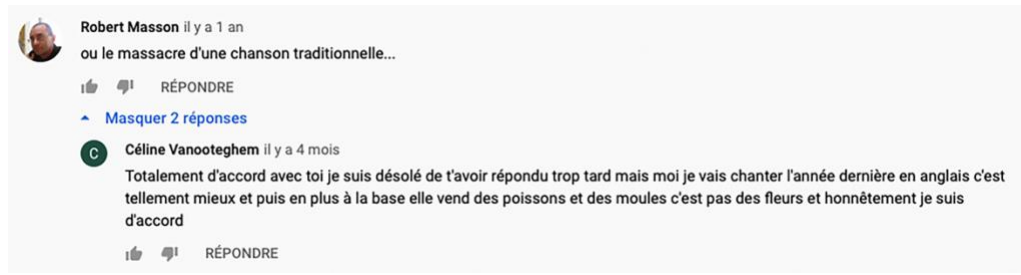 Robert Masson il y a 1 an
ou le massacre d'une chanson traditionnelle...
RÉPONDRE
Masquer 2 réponses
C
Céline Vanooteghem il y a 4 mois
Totalement d'accord avec toi je suis désolé de t'avoir répondu trop tard mais moi je vais chanter l'année dernière en anglais c'est
tellement mieux et puis en plus à la base elle vend des poissons et des moules c'est pas des fleurs et honnêtement je suis
d'accord
RÉPONDRE